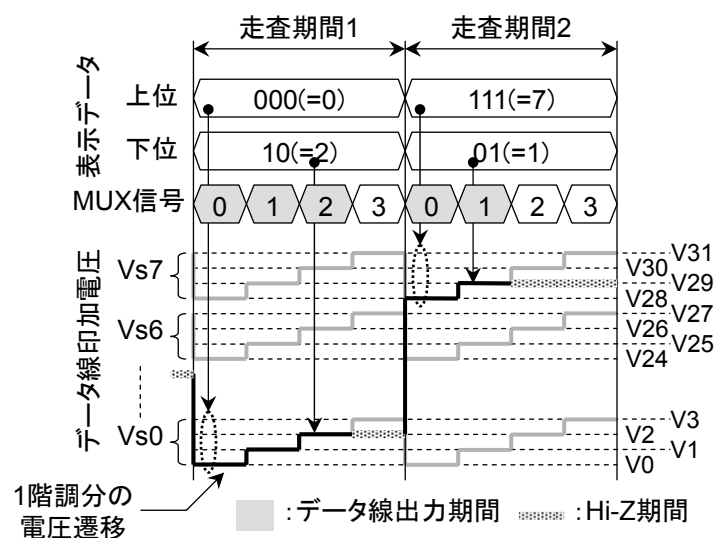 走査期間1 走査期間2
表示データ
上位 000(=0) 111(=7)
下位 10(=2) 01(=1)
MUX信号 0 1 2 3 0 1 2 3
データ線印加電圧
Vs7
V31
V30
V29
V28
Vs6
V27
V26
V25
V24
Vs0
V3
V2
V1
V0
1階調分の
電圧遷移
:データ線出力期間 :Hi-Z期間